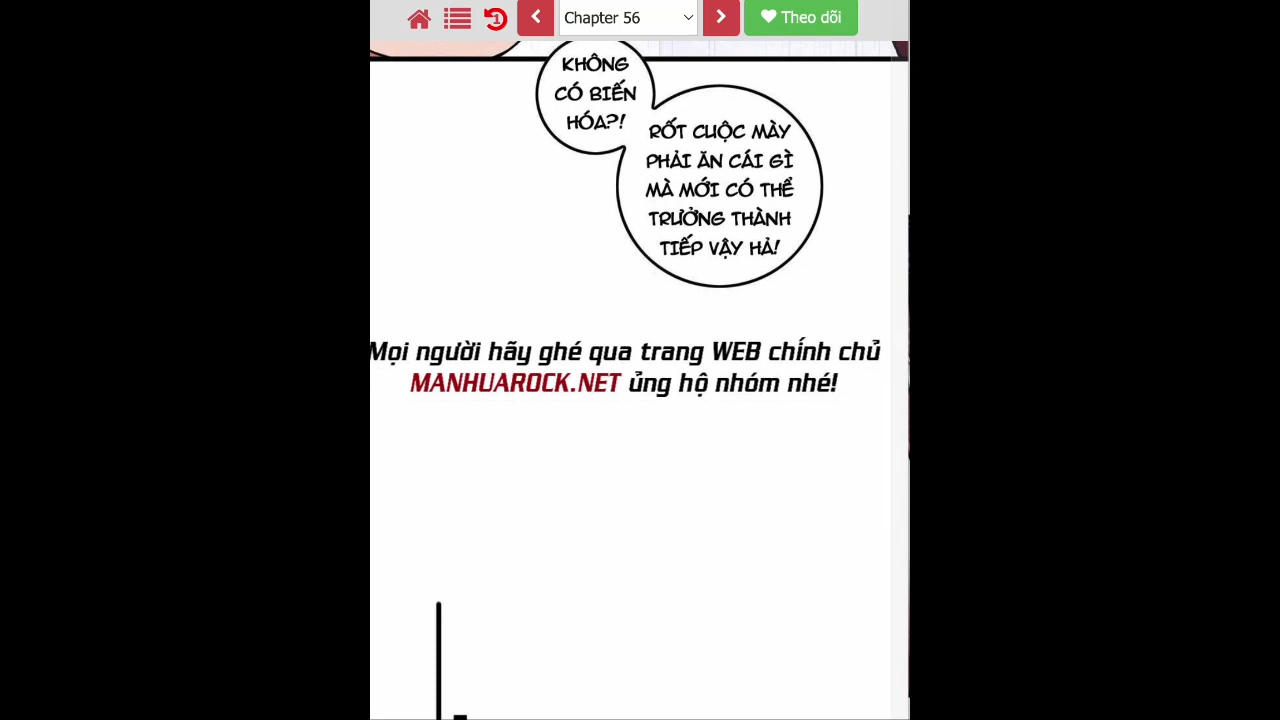 1
Chapter 56
Theo dõi
KHÔNG
CÓ BIẾN
HÓA?!
RỐT CUỘC MÀY
PHẢI ĂN CÁI GÌ
MÀ MỚI CÓ THỂ
TRƯỞNG THÀNH
TIẾP VẬY HẢ!
Mọi người hãy ghé qua trang WEB chính chủ
MANHUAROCK.NET ủng hộ nhóm nhé!